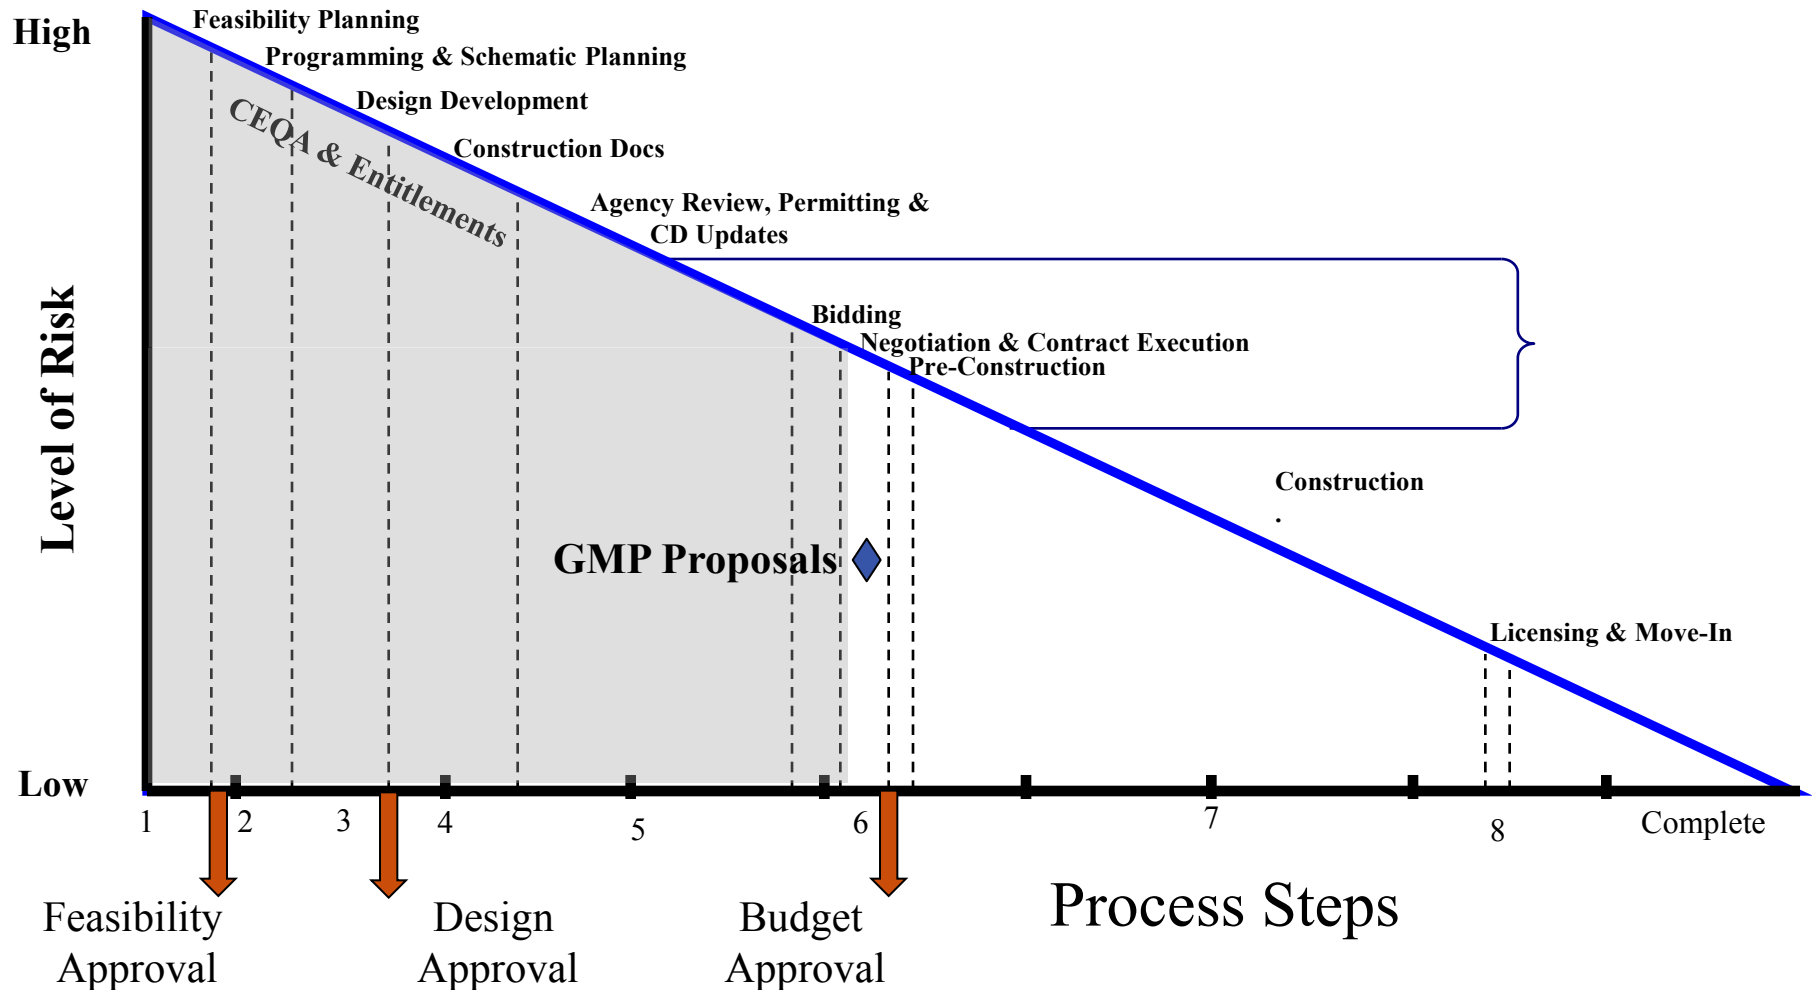 High
Feasibility Planning
Programming & Schematic Planning
Design Development
CEQA & Entitlements
Construction Docs
Agency Review, Permitting &
CD Updates
Level of Risk
Bidding
Negotiation & Contract Execution
Pre-Construction
Construction
.
GMP Proposals
Licensing & Move-In
Low
1
2
3
4
5
6
7
8
Complete
Process Steps
Feasibility
Approval
Design
Approval
Budget
Approval